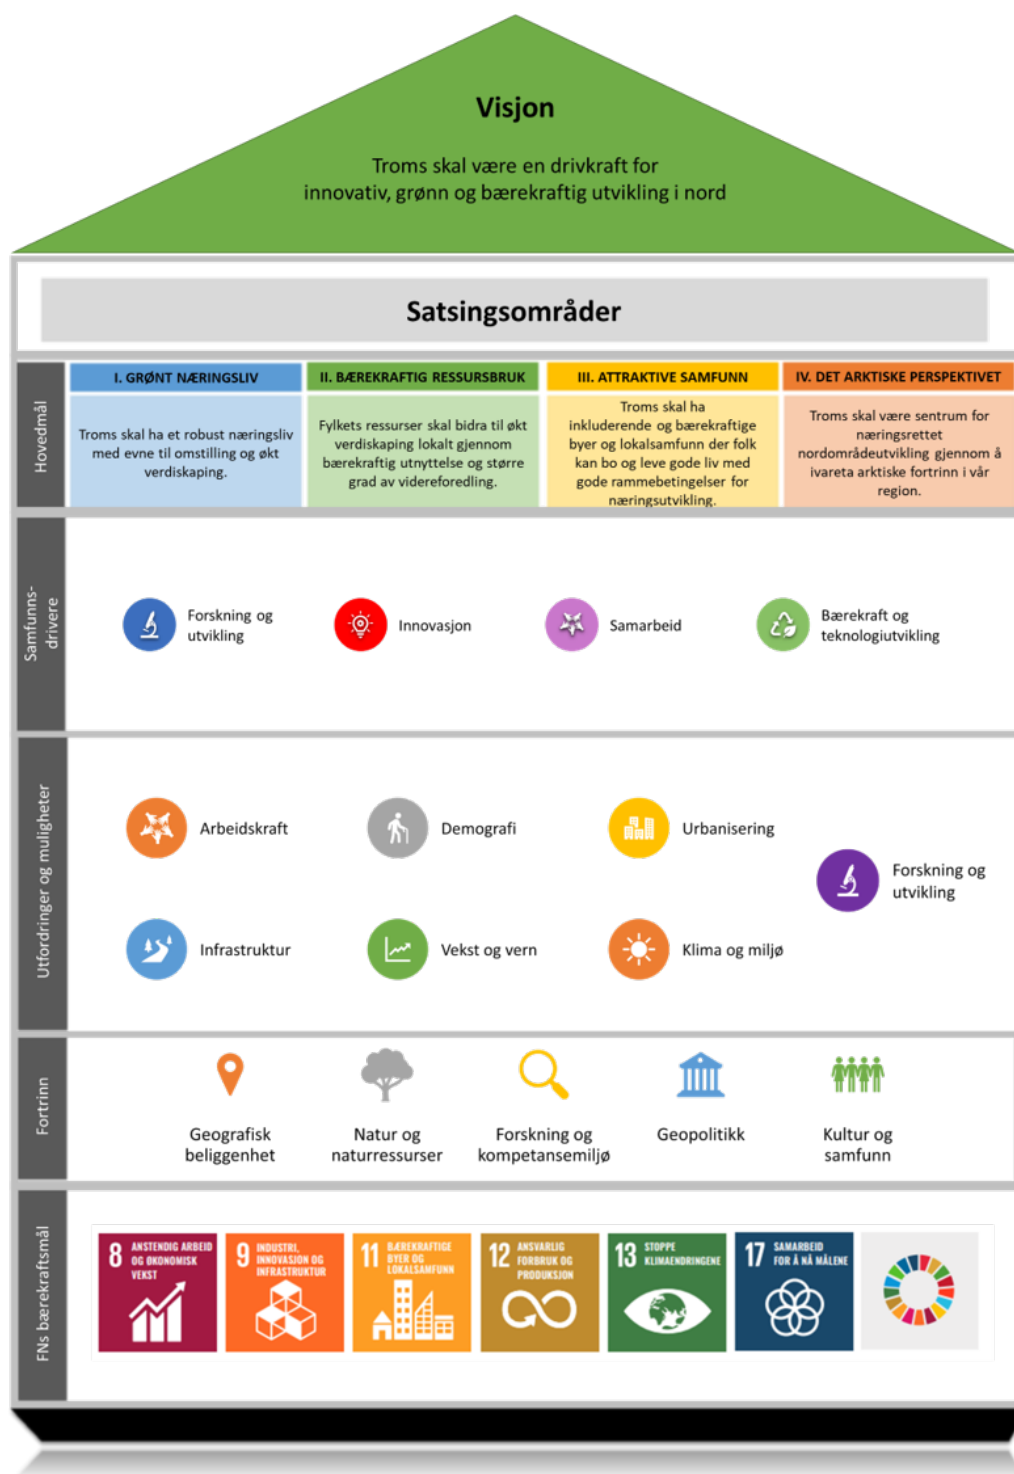 Visjon
Troms skal være en drivkraft for
innovativ, grønn og bærekraftig utvikling i nord
Satsingsområder
Hovedmål
I. GRØNT NÆRINGSLIV
Troms skal ha et robust næringsliv
med evne til omstilling og økt
verdiskaping.
II. BÆREKRAFTIG RESSURSBRUK
Fylkets ressurser skal bidra til økt
verdiskaping lokalt gjennom
bærekraftig utnyttelse og større
grad av videreforedling.
III. ATTRAKTIVE SAMFUNN
Troms skal ha
inkluderende og bærekraftige
byer og lokalsamfunn der folk
kan bo og leve gode liv med
gode rammebetingelser for
næringsutvikling.
IV. DET ARKTISKE PERSPEKTIVET
Troms skal være sentrum for
næringsrettet
nordområdeutvikling gjennom å
ivareta arktiske fortrinn i vår
region.
Samfunns-
drivere
Forskning og
utvikling
Innovasjon
Samarbeid
Bærekraft og
teknologiutvikling
Utfordringer og muligheter
Arbeidskraft
Demografi
Urbanisering
Forskning og
utvikling
Infrastruktur
Vekst og vern
Klima og miljø
Fortrinn
Geografisk
beliggenhet
Natur og
naturressurser
Forskning og
kompetansemiljø
Geopolitikk
Kultur og
samfunn
FNs bærekraftsmål
8 ANSTENDIG ARBEID
OG ØKONOMISK
VEKST
9 INDUSTRI,
INNOVASJON OG
INFRASTRUKTUR
11 BÆREKRAFTIGE
BYER OG
LOKALSAMFUNN
12 ANSVARLIG
FORBRUK OG
PRODUKSJON
13 STOPPE
KLIMAENDRINGENE
17 SAMARBEID
FOR Å NÅ MÅLENE